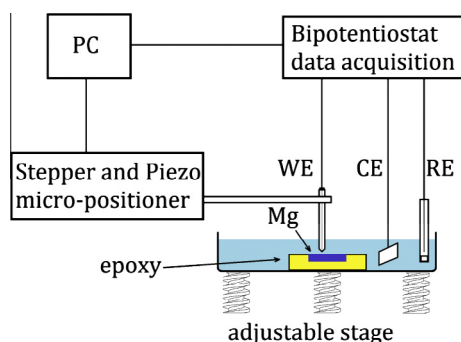 PC
Bipotentiostat
data acquisition
Stepper and Piezo
micro-positioner
WE
CE
RE
Mg
epoxy
adjustable stage